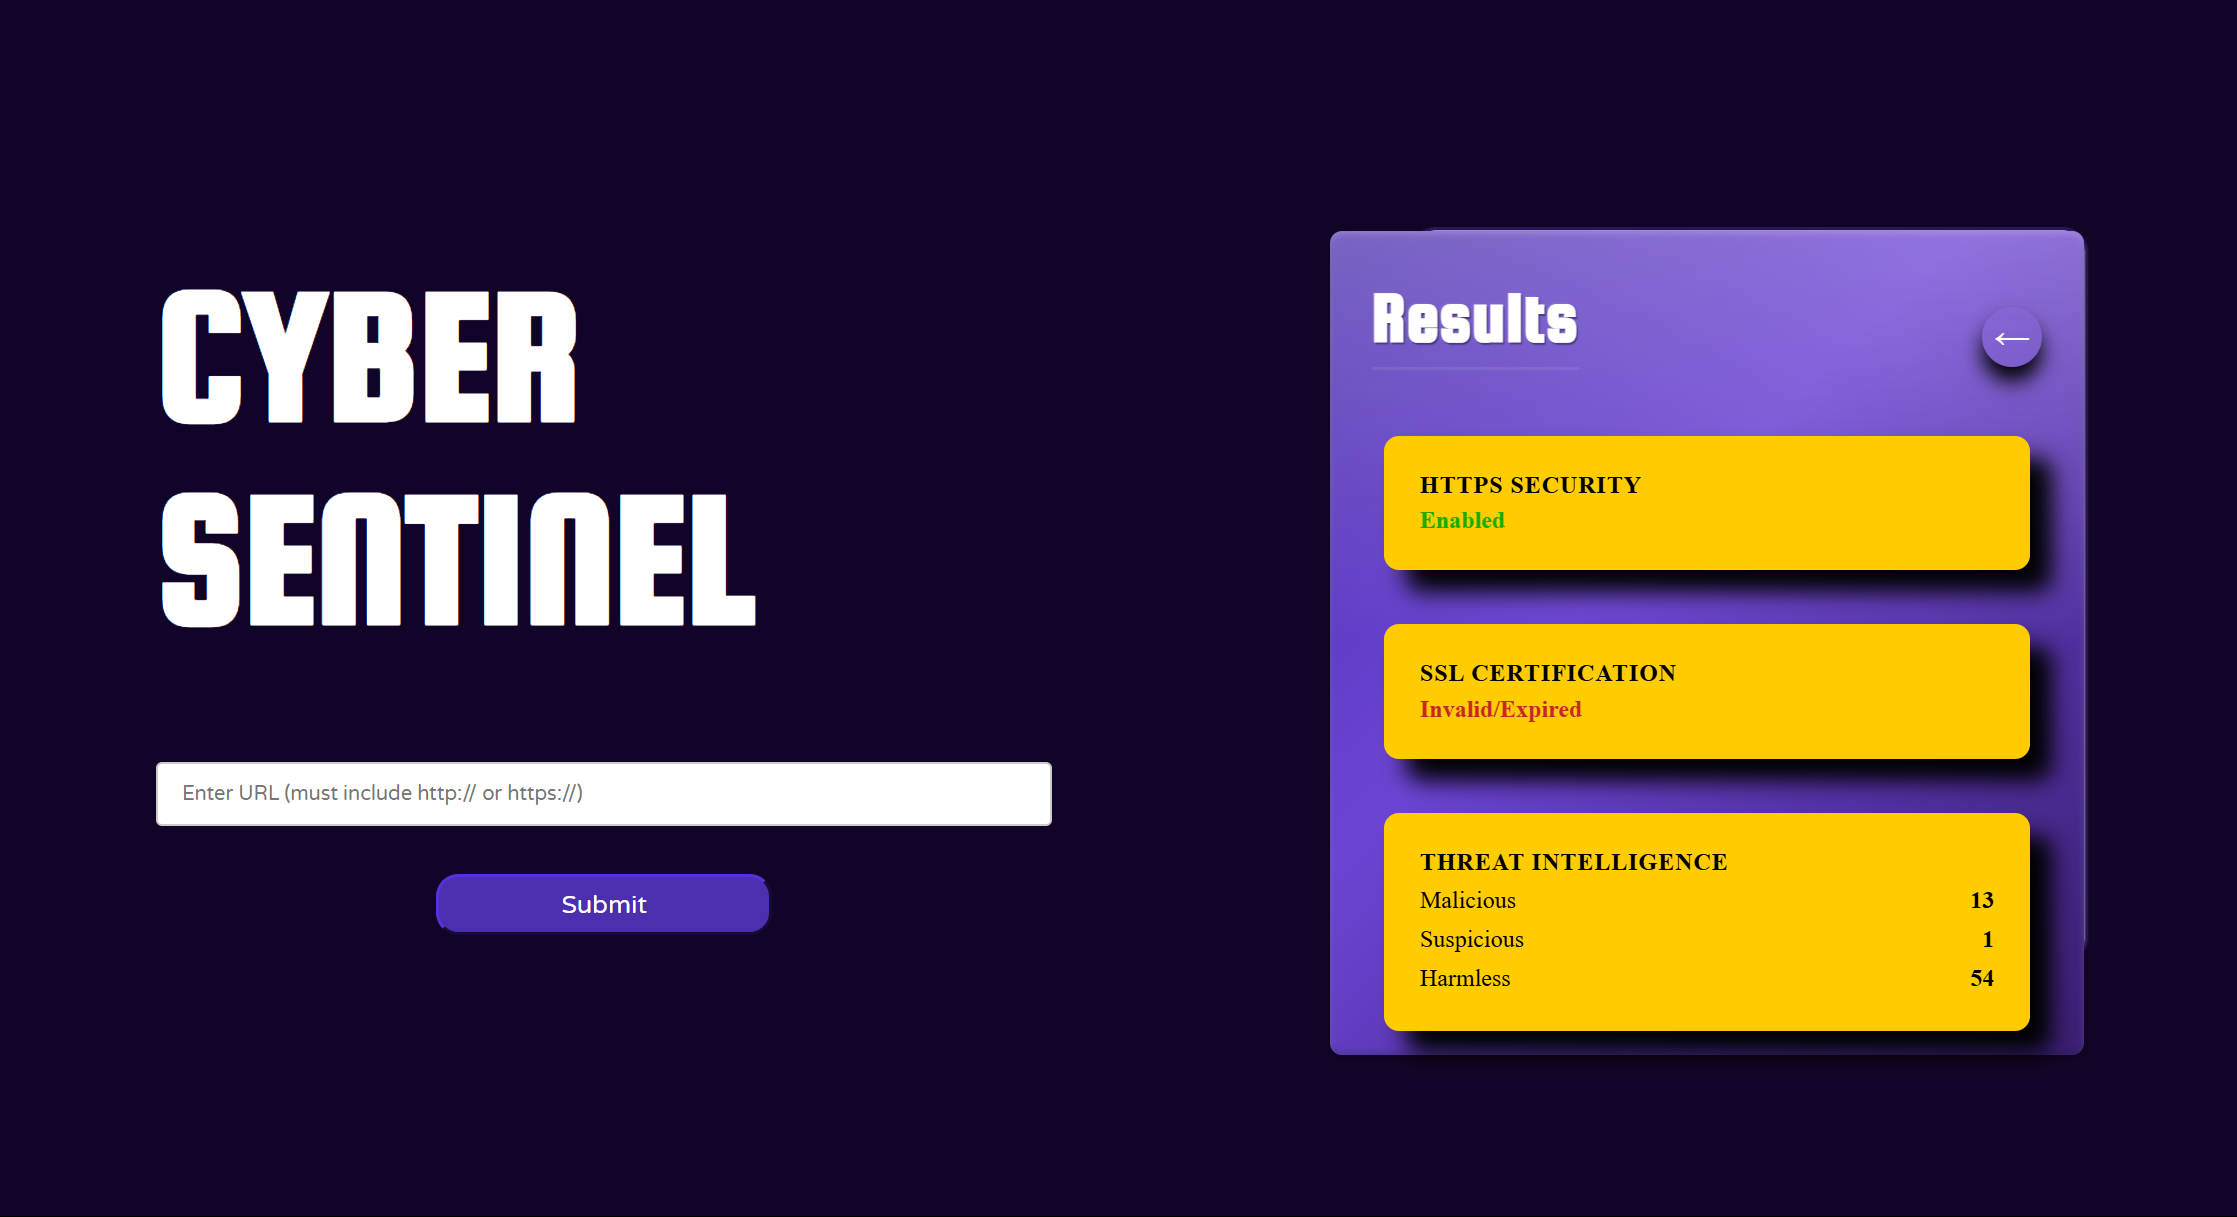 CYBER
SENTINEL
Enter URL (must include http:// or https://)
Submit
Results
←
HTTPS SECURITY
Enabled
SSL CERTIFICATION
Invalid/Expired
THREAT INTELLIGENCE
Malicious 13
Suspicious 1
Harmless 54